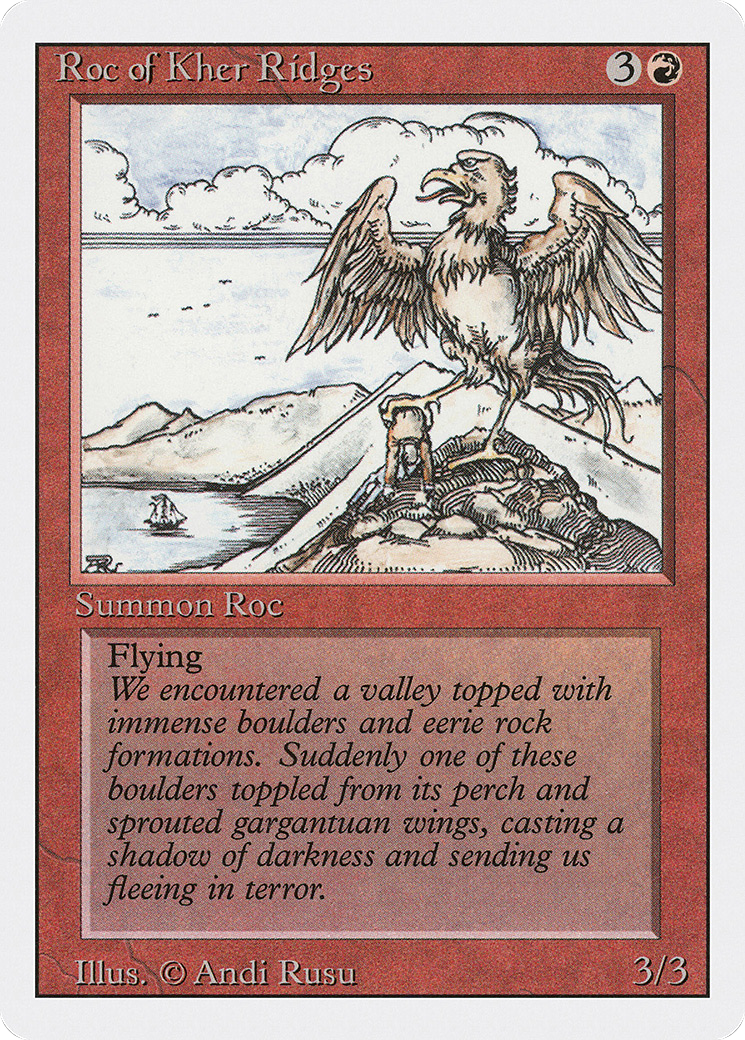 Roc of Kher Ridges 3
Summon Roc
Flying
We encountered a valley topped with
immense boulders and eerie rock
formations. Suddenly one of these
boulders toppled from its perch and
sprouted gargantuan wings, casting a
shadow of darkness and sending us
fleeing in terror.
Illus. © Andi Rusu 3/3